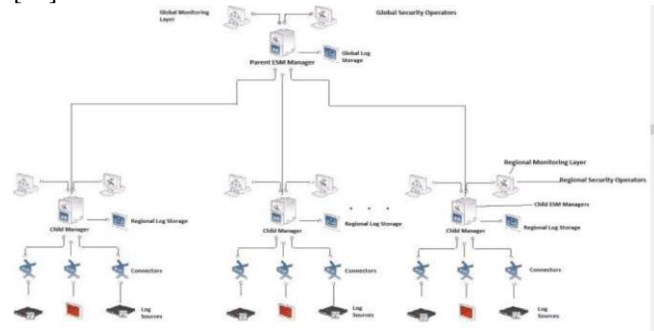 Global Monitoring
Layer
Global Security Operators
Global Log
Storage
Parent ESM Manager
Regional Monitoring Layer
Regional Security Operators
Child ESM Managers
Regional Log Storage
Child Manager
Regional Log Storage
Child Manager
Regional Log Storage
Child Manager
Connectors
Connectors
Connectors
Log
Sources
Log
Sources
Log
Sources